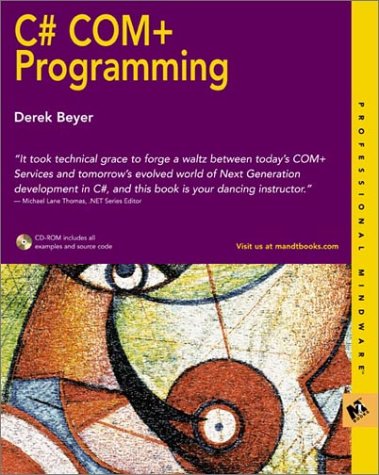 C# COM+
Programming
Derek Beyer
“It took technical grace to forge a waltz between today’s COM+
Services and tomorrow’s evolved world of Next Generation
development in C#, and this book is your dancing instructor.”
— Michael Lane Thomas, .NET Series Editor
CD-ROM includes all
examples and source code
Visit us at mandtbooks.com
PROFESSIONAL MINDWARE™
M&T
BOOKS